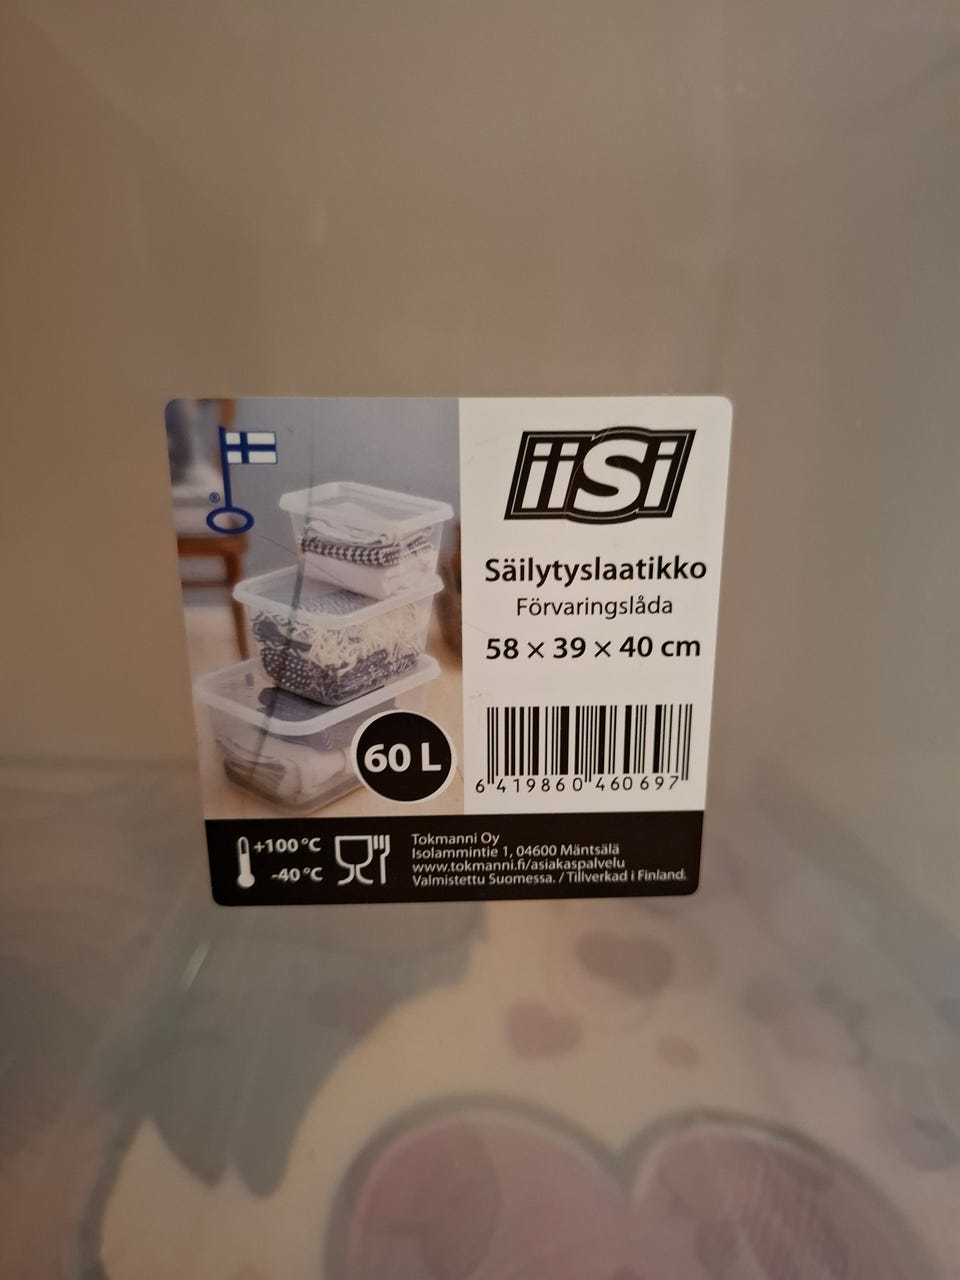 ®
iiSi
Säilytyslaatikko
Förvaringslåda
58 × 39 × 40 cm
60 L
6 419860 460697
+100 °C
-40 °C
Tokmanni Oy
Isolammintie 1, 04600 Mäntsälä
www.tokmanni.fi/asiakaspalvelu
Valmistettu Suomessa. / Tillverkad i Finland.